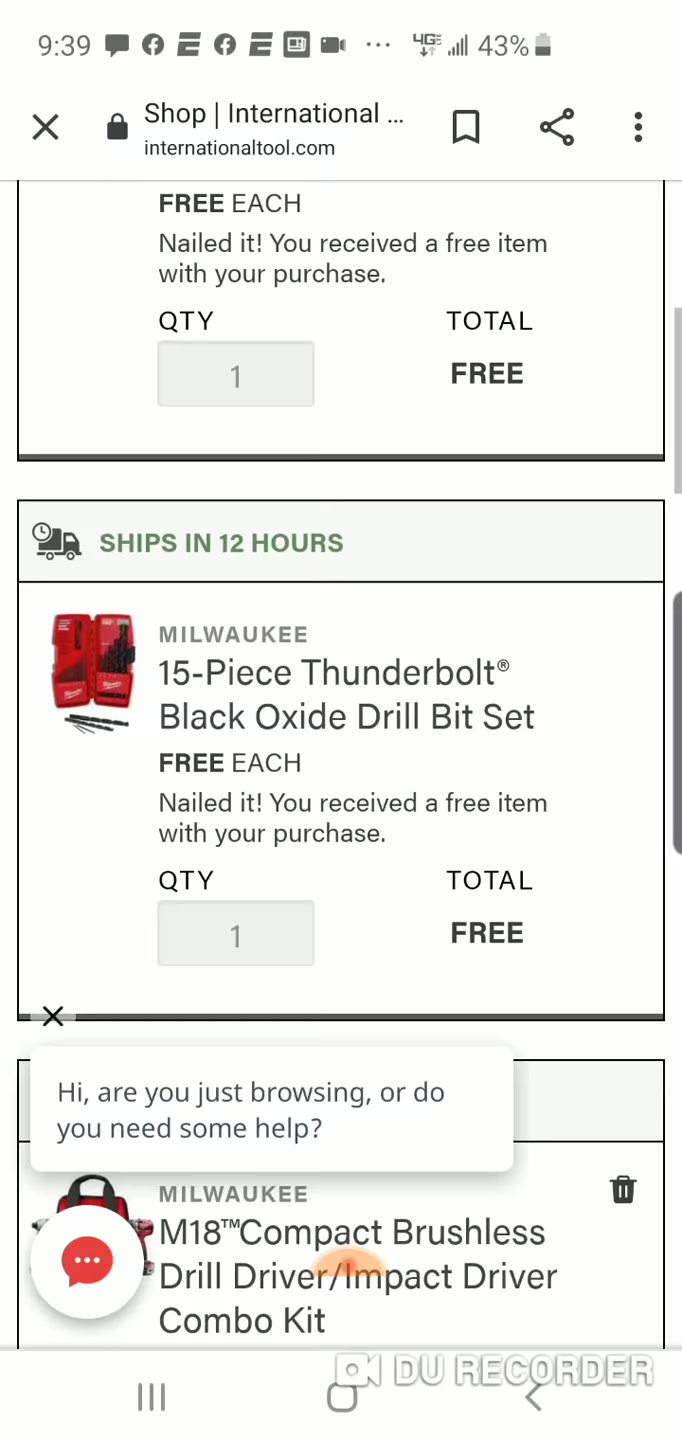 9:39
43%
Shop | International ...
internationaltool.com
FREE EACH
Nailed it! You received a free item
with your purchase.
QTY TOTAL
1 FREE
SHIPS IN 12 HOURS
MILWAUKEE
15-Piece Thunderbolt®
Black Oxide Drill Bit Set
FREE EACH
Nailed it! You received a free item
with your purchase.
QTY TOTAL
1 FREE
Hi, are you just browsing, or do
you need some help?
MILWAUKEE
M18™Compact Brushless
Drill Driver/Impact Driver
Combo Kit
DU RECORDER